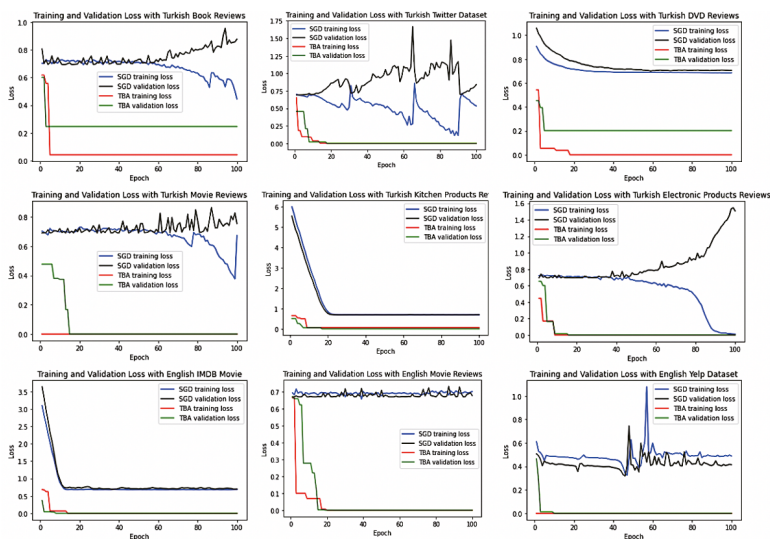 Training and Validation Loss with Turkish Book Reviews
1.0
0.8
0.6
0.4
0.2
0.0
Loss
SGD training loss
SGD validation loss
TBA training loss
TBA validation loss
0 20 40 60 80 100
Epoch
Training and Validation Loss with Turkish Twitter Dataset
1.75
1.50
1.25
1.00
0.75
0.50
0.25
0.00
Loss
SGD training loss
SGD validation loss
TBA training loss
TBA validation loss
0 20 40 60 80 100
Epoch
Training and Validation Loss with Turkish DVD Reviews
1.0
0.8
0.6
0.4
0.2
0.0
Loss
SGD training loss
SGD validation loss
TBA training loss
TBA validation loss
0 20 40 60 80 100
Epoch
Training and Validation Loss with Turkish Movie Reviews
0.8
0.6
0.4
0.2
0.0
Loss
SGD training loss
SGD validation loss
TBA training loss
TBA validation loss
0 20 40 60 80 100
Epoch
Training and Validation Loss with Turkish Kitchen Products Re
6
5
4
3
2
1
0
Loss
SGD training loss
SGD validation loss
TBA training loss
TBA validation loss
0 20 40 60 80 100
Epoch
Training and Validation Loss with Turkish Electronic Products Reviews
1.6
1.4
1.2
1.0
0.8
0.6
0.4
0.2
0.0
Loss
SGD training loss
SGD validation loss
TBA training loss
TBA validation loss
0 20 40 60 80 100
Epoch
Training and Validation Loss with English IMDB Movie
3.5
3.0
2.5
2.0
1.5
1.0
0.5
0.0
Loss
SGD training loss
SGD validation loss
TBA training loss
TBA validation loss
0 20 40 60 80 100
Epoch
Training and Validation Loss with English Movie Reviews
0.7
0.6
0.5
0.4
0.3
0.2
0.1
0.0
Loss
SGD training loss
SGD validation loss
TBA training loss
TBA validation loss
0 20 40 60 80 100
Epoch
Training and Validation Loss with English Yelp Dataset
1.0
0.8
0.6
0.4
0.2
0.0
Loss
SGD training loss
SGD validation loss
TBA training loss
TBA validation loss
0 20 40 60 80 100
Epoch